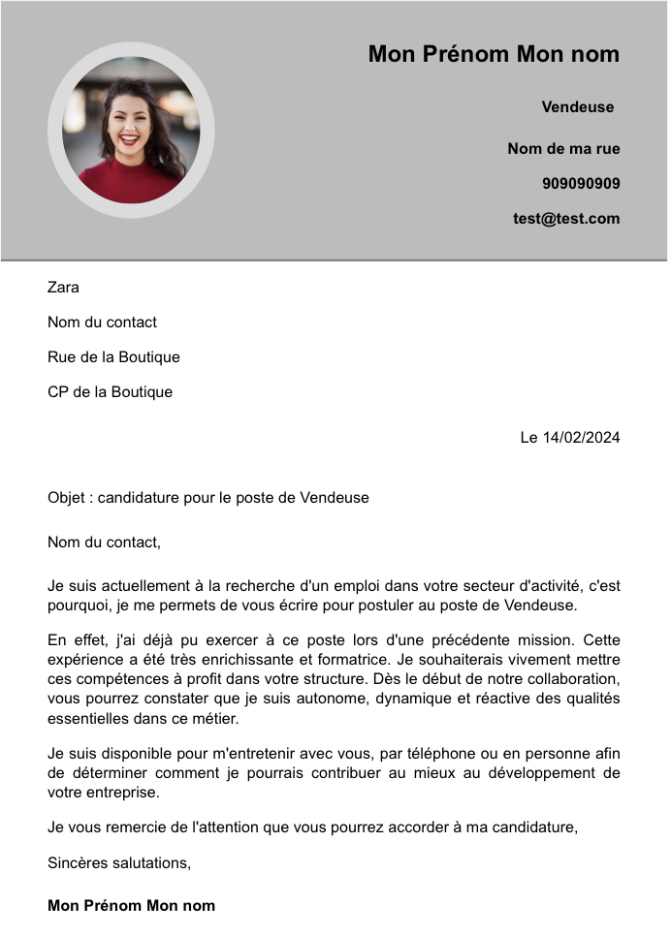 Mon Prénom Mon nom
Vendeuse
Nom de ma rue
909090909
test@test.com
Zara
Nom du contact
Rue de la Boutique
CP de la Boutique
Le 14/02/2024
Objet : candidature pour le poste de Vendeuse
Nom du contact,
Je suis actuellement à la recherche d'un emploi dans votre secteur d'activité, c'est
pourquoi, je me permets de vous écrire pour postuler au poste de Vendeuse.
En effet, j'ai déjà pu exercer à ce poste lors d'une précédente mission. Cette
expérience a été très enrichissante et formatrice. Je souhaiterais vivement mettre
ces compétences à profit dans votre structure. Dès le début de notre collaboration,
vous pourrez constater que je suis autonome, dynamique et réactive des qualités
essentielles dans ce métier.
Je suis disponible pour m'entretenir avec vous, par téléphone ou en personne afin
de déterminer comment je pourrais contribuer au mieux au développement de
votre entreprise.
Je vous remercie de l'attention que vous pourrez accorder à ma candidature,
Sincères salutations,
Mon Prénom Mon nom